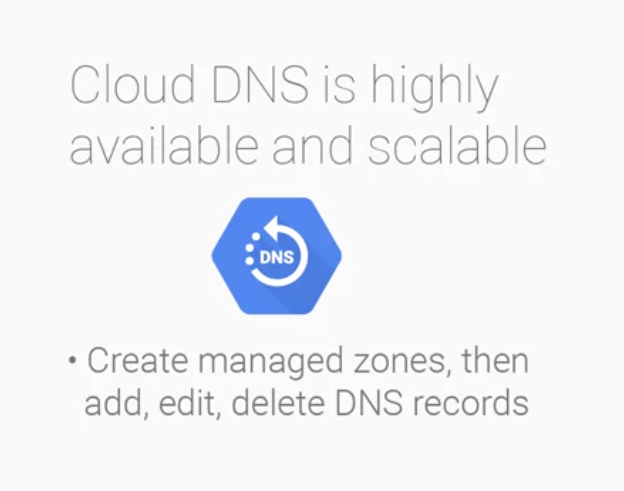 Cloud DNS is highly
available and scalable
DNS
• Create managed zones, then
add, edit, delete DNS records